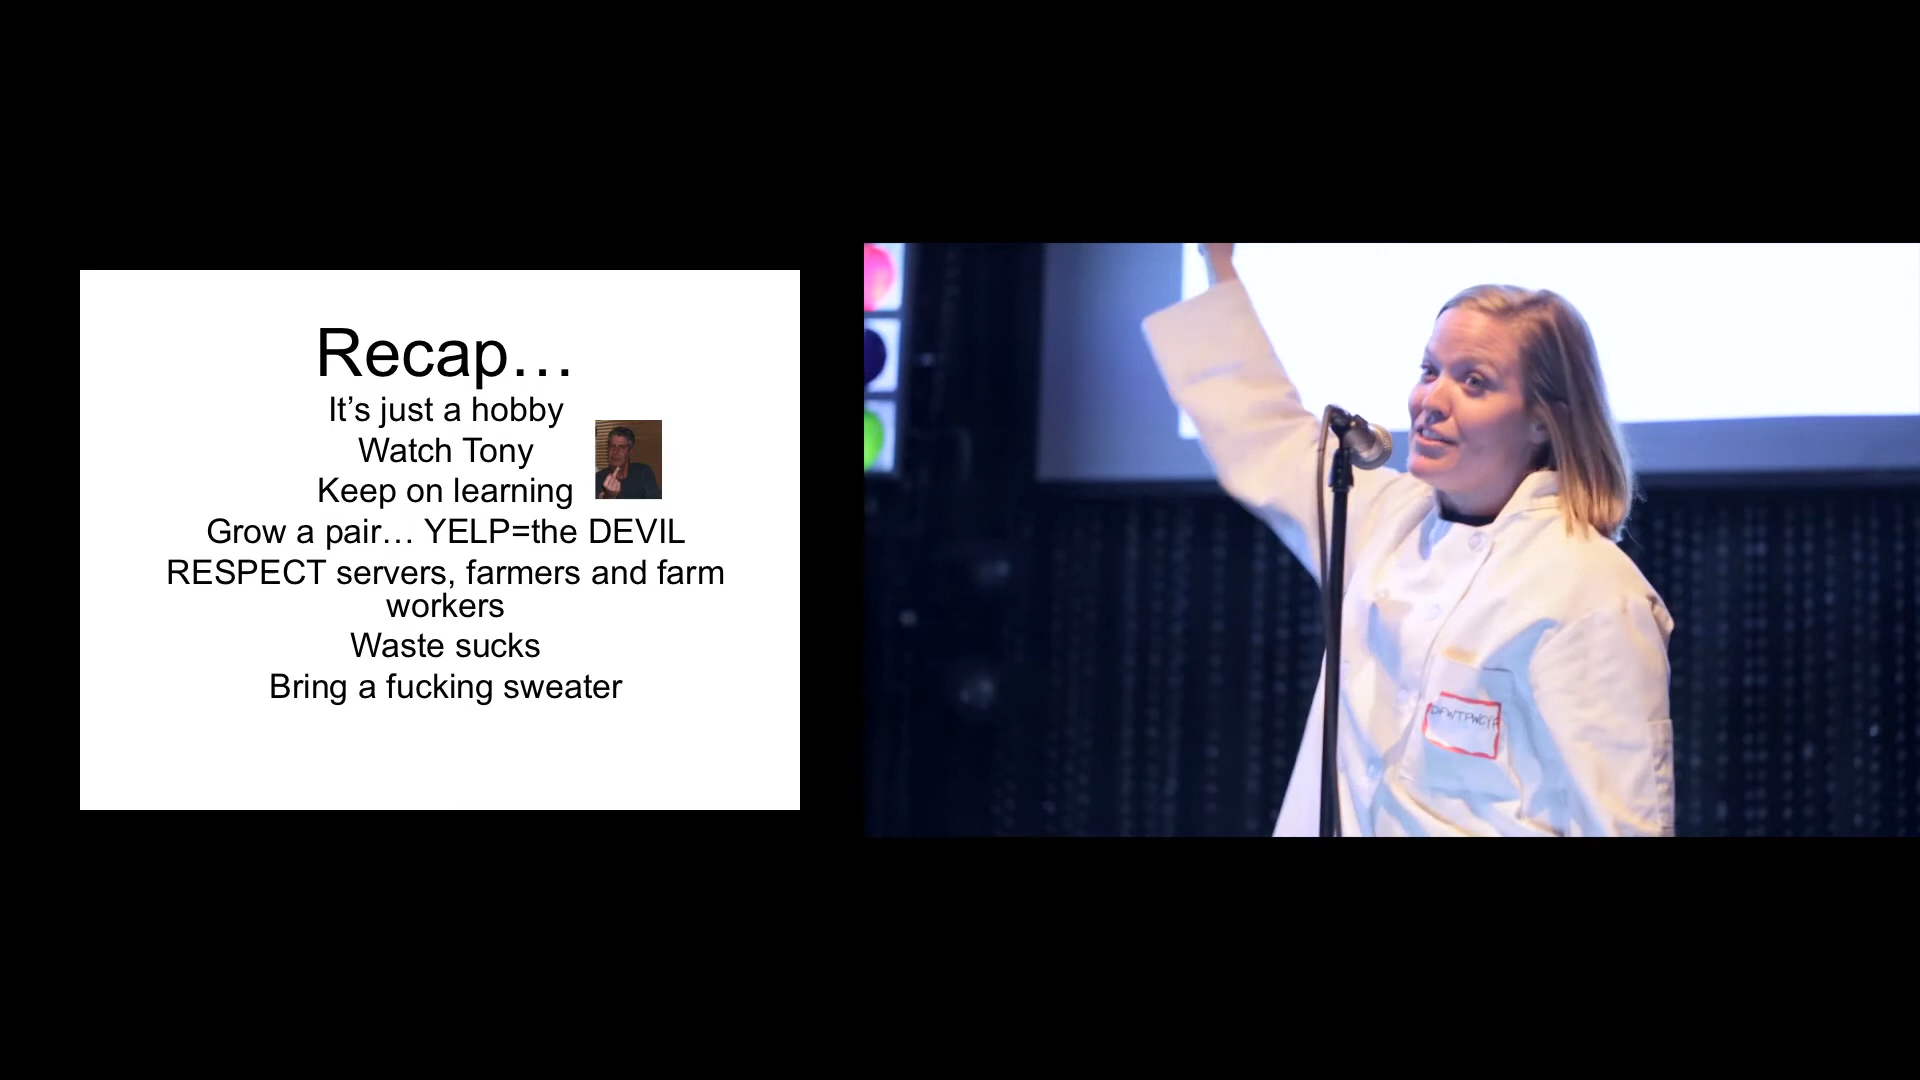 Recap…
It’s just a hobby
Watch Tony
Keep on learning
Grow a pair… YELP=the DEVIL
RESPECT servers, farmers and farm
workers
Waste sucks
Bring a fucking sweater